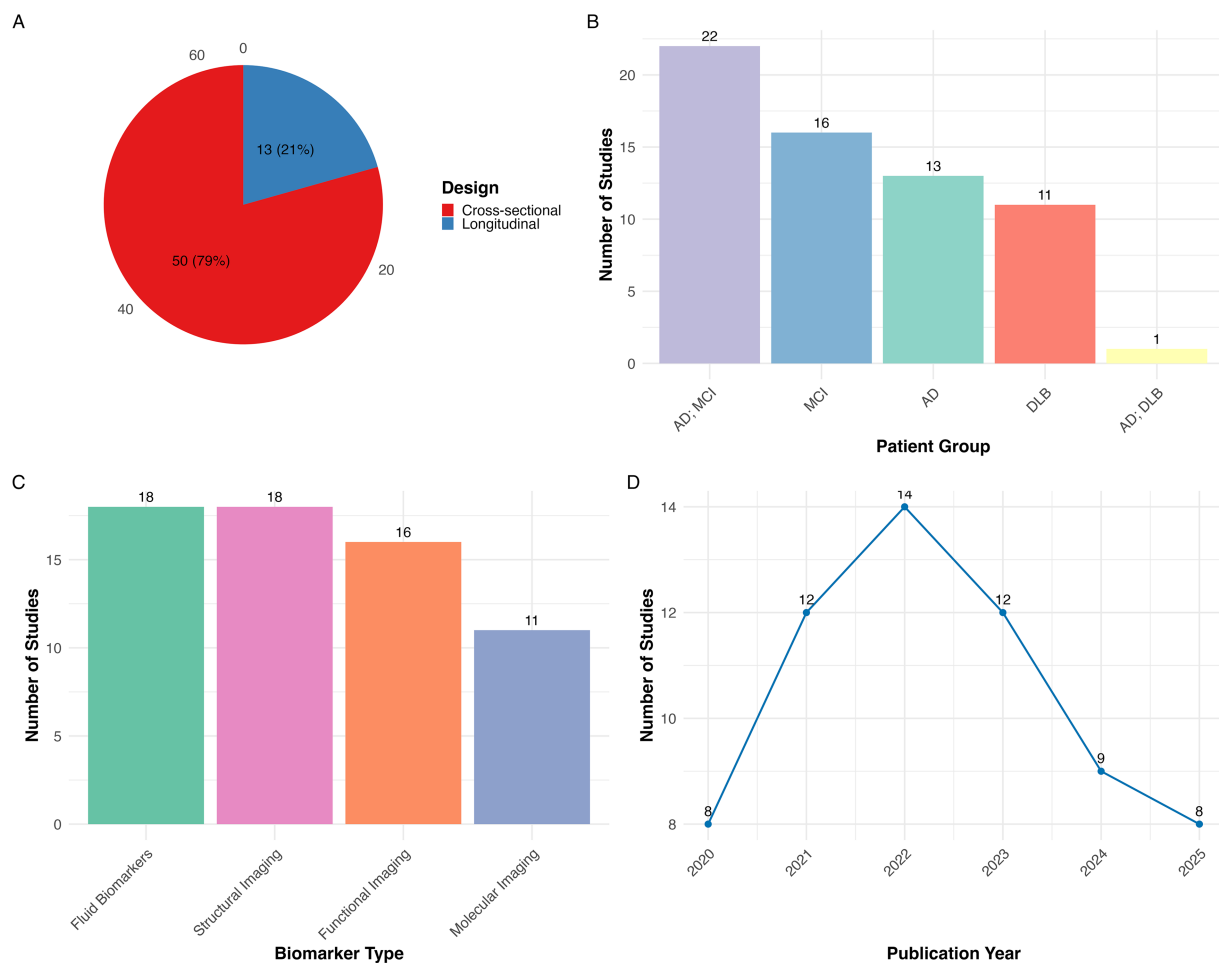 A
0
60
13 (21%)
50 (79%)
20
40
Design
Cross-sectional
Longitudinal
B
Number of Studies
20
15
10
5
0
22
16
13
11
1
AD; MCI
MCI
AD
DLB
AD; DLB
Patient Group
C
Number of Studies
15
10
5
0
18
18
16
11
Fluid Biomarkers
Structural Imaging
Functional Imaging
Molecular Imaging
Biomarker Type
D
Number of Studies
14
12
10
8
8
12
14
12
9
8
2020
2021
2022
2023
2024
2025
Publication Year